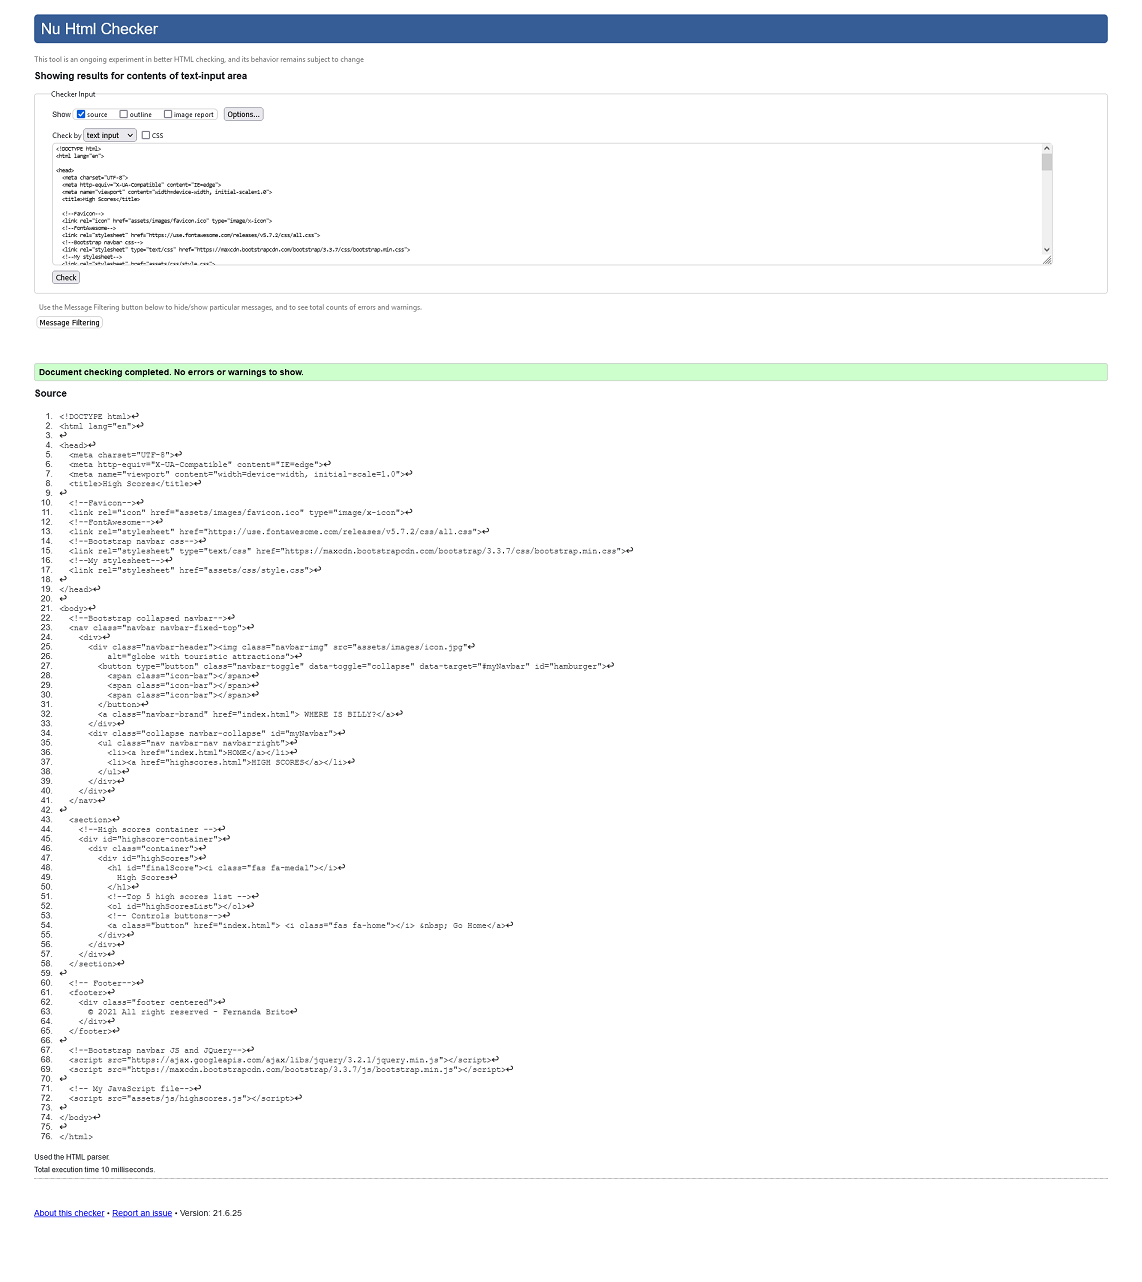 Nu Html Checker
This tool is an ongoing experiment in better HTML checking, and its behavior remains subject to change
Showing results for contents of text-input area
Checker Input
Show source outline image report Options...
Check by text input CSS
<!DOCTYPE html>
<html lang="en">
<head>
<meta charset="UTF-8">
<meta http-equiv="X-UA-Compatible" content="IE=edge">
<meta name="viewport" content="width=device-width, initial-scale=1.0">
<title>High Scores</title>
<!--Favicon-->
<link rel="icon" href="assets/images/favicon.ico" type="image/x-icon">
<!--FontAwesome-->
<link rel="stylesheet" href="https://use.fontawesome.com/releases/v5.7.2/css/all.css">
<!--Bootstrap navbar css-->
<link rel="stylesheet" type="text/css" href="https://maxcdn.bootstrapcdn.com/bootstrap/3.3.7/css/bootstrap.min.css">
<!--My stylesheet-->
<link rel="stylesheet" href="assets/css/style.css">
Check
Use the Message Filtering button below to hide/show particular messages, and to see total counts of errors and warnings.
Message Filtering
Document checking completed. No errors or warnings to show.
Source
1. <!DOCTYPE html>↩
2. <html lang="en">↩
3. ↩
4. <head>↩
5. <meta charset="UTF-8">↩
6. <meta http-equiv="X-UA-Compatible" content="IE=edge">↩
7. <meta name="viewport" content="width=device-width, initial-scale=1.0">↩
8. <title>High Scores</title>↩
9. ↩
10. <!--Favicon-->↩
11. <link rel="icon" href="assets/images/favicon.ico" type="image/x-icon">↩
12. <!--FontAwesome-->↩
13. <link rel="stylesheet" href="https://use.fontawesome.com/releases/v5.7.2/css/all.css">↩
14. <!--Bootstrap navbar css-->↩
15. <link rel="stylesheet" type="text/css" href="https://maxcdn.bootstrapcdn.com/bootstrap/3.3.7/css/bootstrap.min.css">↩
16. <!--My stylesheet-->↩
17. <link rel="stylesheet" href="assets/css/style.css">↩
18. ↩
19. </head>↩
20. ↩
21. <body>↩
22. <!--Bootstrap collapsed navbar-->↩
23. <nav class="navbar navbar-fixed-top">↩
24. <div>↩
25. <div class="navbar-header"><img class="navbar-img" src="assets/images/icon.jpg"↩
26. alt="globe with touristic attractions">↩
27. <button type="button" class="navbar-toggle" data-toggle="collapse" data-target="#myNavbar" id="hamburger">↩
28. <span class="icon-bar"></span>↩
29. <span class="icon-bar"></span>↩
30. <span class="icon-bar"></span>↩
31. </button>↩
32. <a class="navbar-brand" href="index.html"> WHERE IS BILLY?</a>↩
33. </div>↩
34. <div class="collapse navbar-collapse" id="myNavbar">↩
35. <ul class="nav navbar-nav navbar-right">↩
36. <li><a href="index.html">HOME</a></li>↩
37. <li><a href="highscores.html">HIGH SCORES</a></li>↩
38. </ul>↩
39. </div>↩
40. </div>↩
41. </nav>↩
42. ↩
43. <section>↩
44. <!--High scores container -->↩
45. <div id="highscore-container">↩
46. <div class="container">↩
47. <div id="highScores">↩
48. <h1 id="finalScore"><i class="fas fa-medal"></i>↩
49. High Scores↩
50. </h1>↩
51. <!--Top 5 high scores list -->↩
52. <ol id="highScoresList"></ol>↩
53. <!-- Controls buttons-->↩
54. <a class="button" href="index.html"> <i class="fas fa-home"></i> &nbsp; Go Home</a>↩
55. </div>↩
56. </div>↩
57. </div>↩
58. </section>↩
59. ↩
60. <!-- Footer-->↩
61. <footer>↩
62. <div class="footer centered">↩
63. © 2021 All right reserved - Fernanda Brito↩
64. </div>↩
65. </footer>↩
66. ↩
67. <!--Bootstrap navbar JS and JQuery-->↩
68. <script src="https://ajax.googleapis.com/ajax/libs/jquery/3.2.1/jquery.min.js"></script>↩
69. <script src="https://maxcdn.bootstrapcdn.com/bootstrap/3.3.7/js/bootstrap.min.js"></script>↩
70. ↩
71. <!-- My JavaScript file-->↩
72. <script src="assets/js/highscores.js"></script>↩
73. ↩
74. </body>↩
75. ↩
76. </html>
Used the HTML parser.
Total execution time 10 milliseconds.
About this checker • Report an issue • Version: 21.6.25